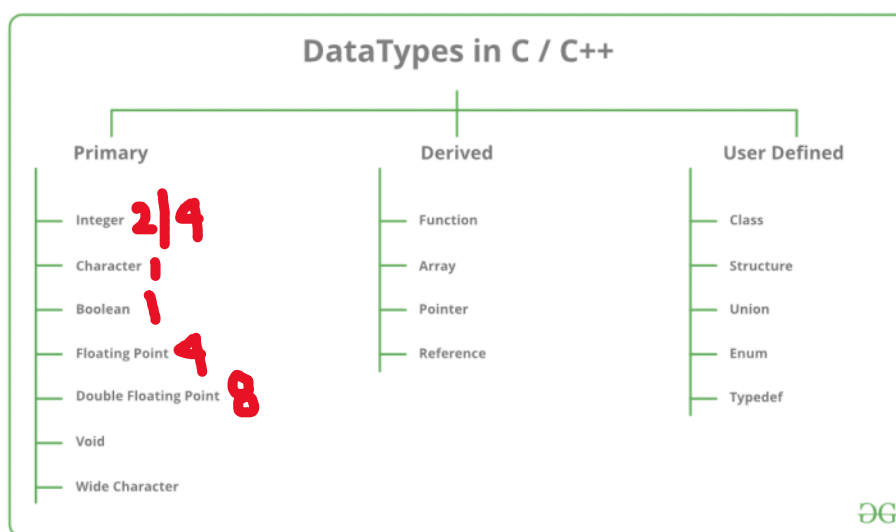 DataTypes in C / C++
Primary
Integer 2|4
Character 1
Boolean 1
Floating Point 4
Double Floating Point 8
Void
Wide Character
Derived
Function
Array
Pointer
Reference
User Defined
Class
Structure
Union
Enum
Typedef